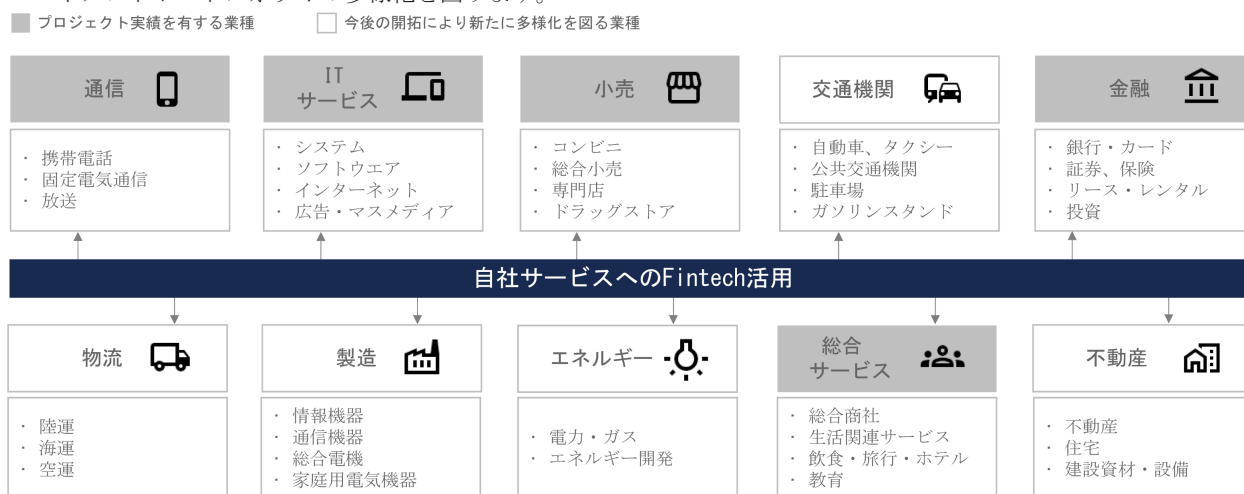 プロジェクト実績を有する業種
今後の開拓により新たに多様化を図る業種
通信
IT
サービス
小売
交通機関
金融
・ 携帯電話
・ 固定電気通信
・ 放送
・ システム
・ ソフトウエア
・ インターネット
・ 広告・マスメディア
・ コンビニ
・ 総合小売
・ 専門店
・ ドラッグストア
・ 自動車、タクシー
・ 公共交通機関
・ 駐車場
・ ガソリンスタンド
・ 銀行・カード
・ 証券、保険
・ リース・レンタル
・ 投資
自社サービスへのFintech活用
物流
製造
エネルギー
総合
サービス
不動産
・ 陸運
・ 海運
・ 空運
・ 情報機器
・ 通信機器
・ 総合電機
・ 家庭用電気機器
・ 電力・ガス
・ エネルギー開発
・ 総合商社
・ 生活関連サービス
・ 飲食・旅行・ホテル
・ 教育
・ 不動産
・ 住宅
・ 建設資材・設備